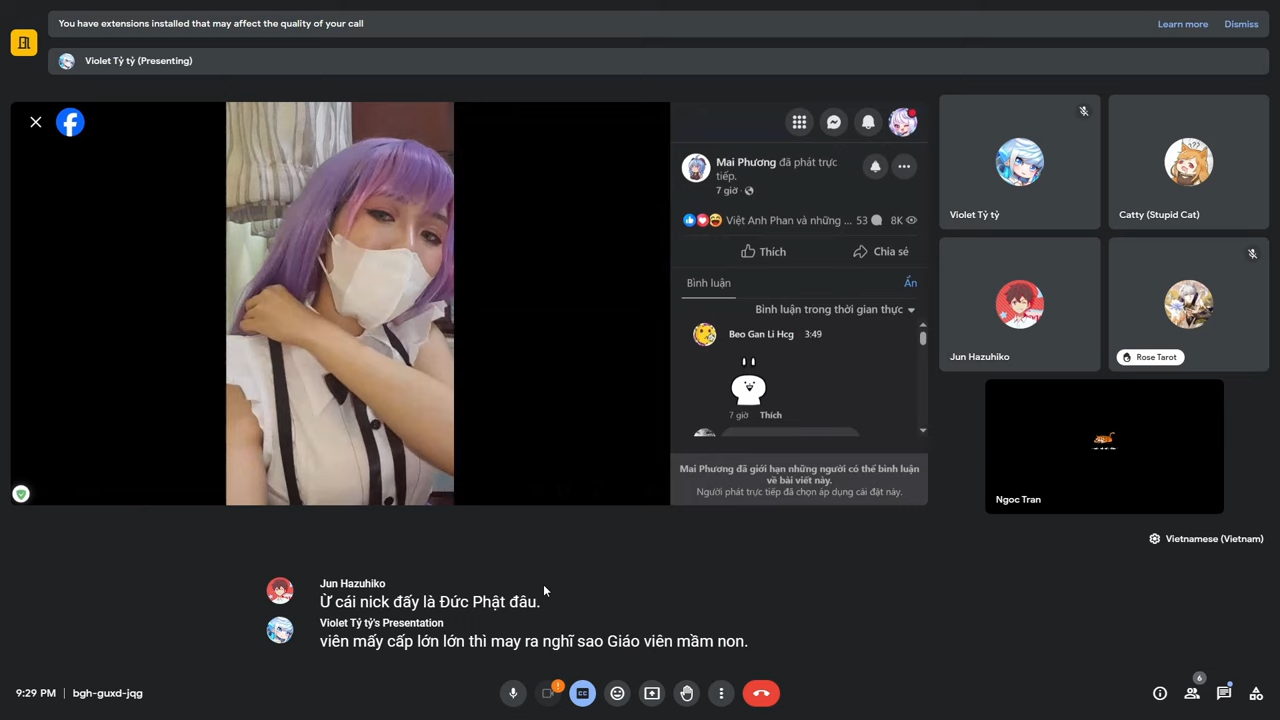 You have extensions installed that may affect the quality of your call
Learn more
Dismiss
Violet Tỷ tỷ (Presenting)
Mai Phương đã phát trực
tiếp.
7 giờ
Việt Anh Phan và những ...
53
8K
Thích
Chia sẻ
Bình luận
Ẩn
Bình luận trong thời gian thực
Beo Gan Li Hcg 3:49
7 giờ Thích
Mai Phương đã giới hạn những người có thể bình luận
về bài viết này.
Người phát trực tiếp đã chọn áp dụng cài đặt này.
Violet Tỷ tỷ
Catty (Stupid Cat)
Jun Hazuhiko
Rose Tarot
Ngoc Tran
Vietnamese (Vietnam)
Jun Hazuhiko
Ừ cái nick đấy là Đức Phật đâu.
Violet Tỷ tỷ's Presentation
viên mấy cấp lớn lớn thì may ra nghĩ sao Giáo viên mầm non.
9:29 PM
bgh-guxd-jqg
CC
6